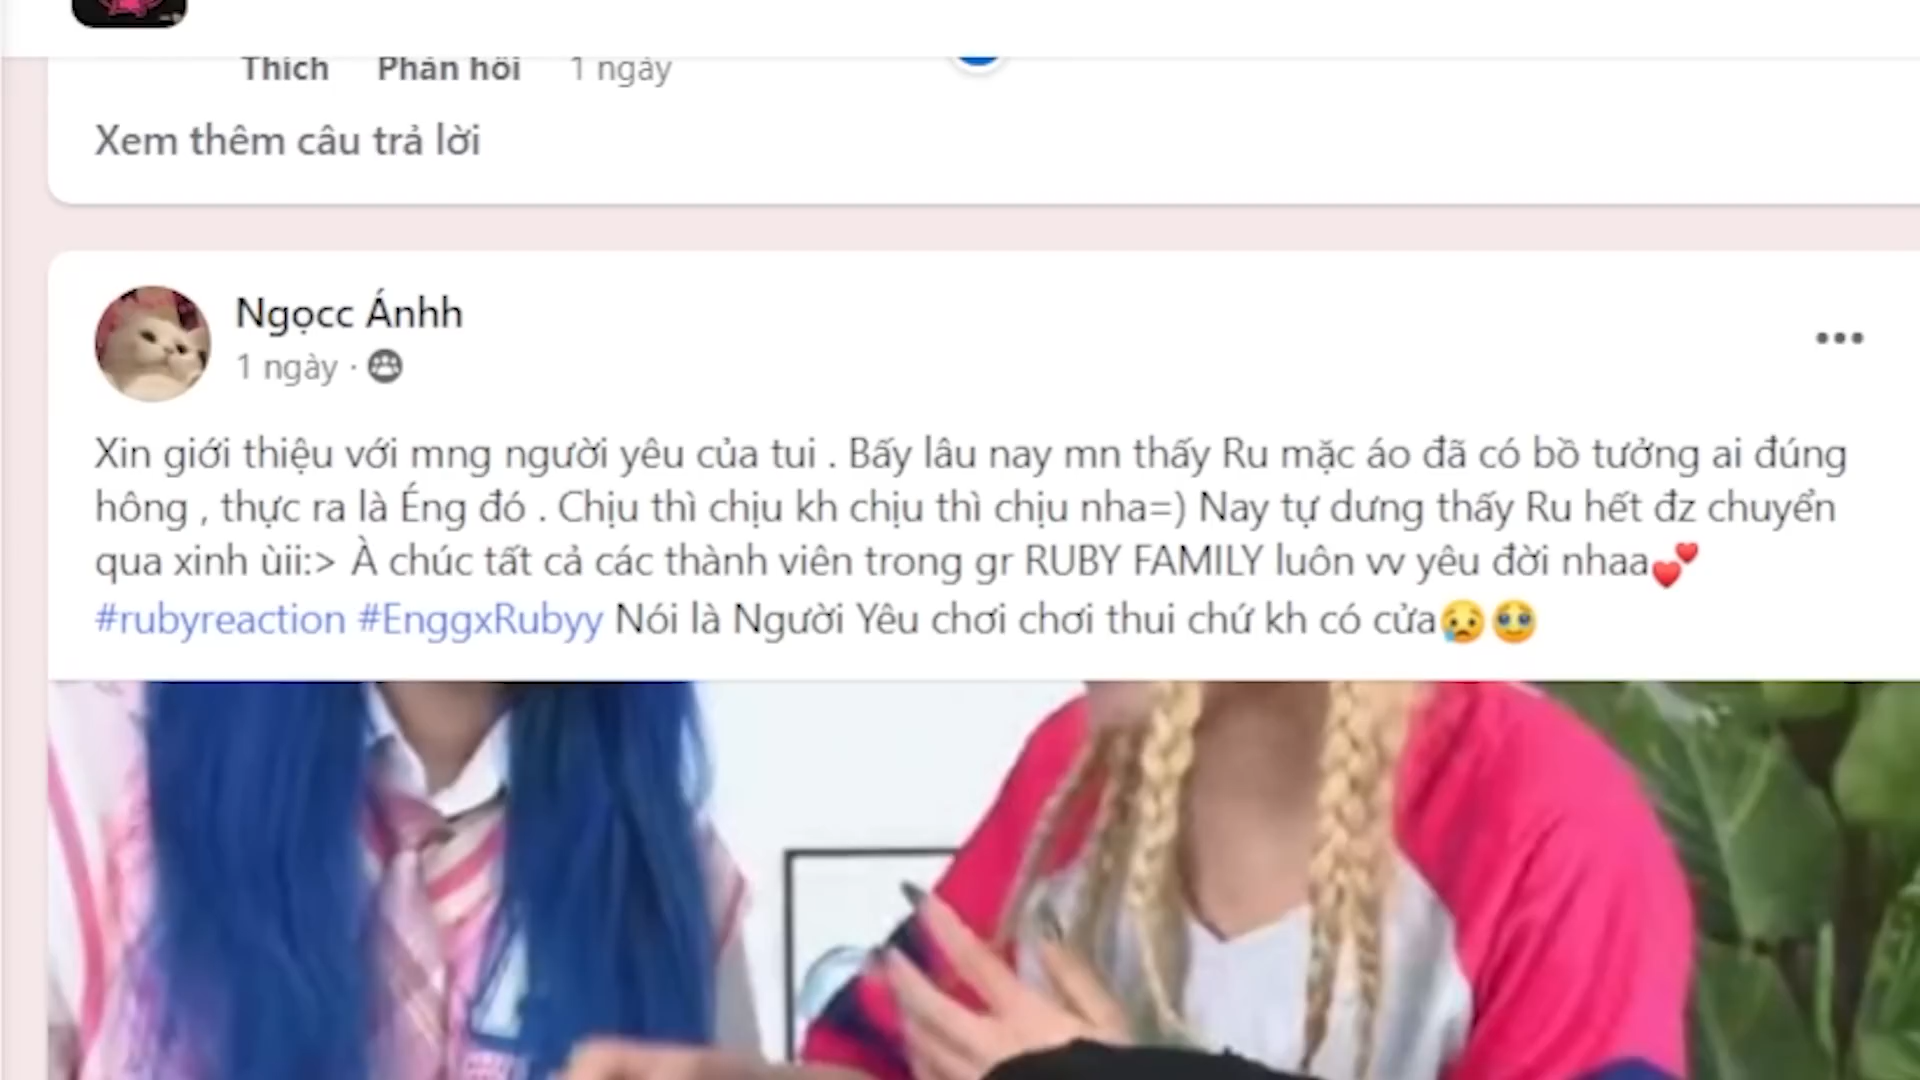 Thích Phản hồi 1 ngày
Xem thêm câu trả lời
Ngọcc Ánhh
1 ngày ·
Xin giới thiệu với mng người yêu của tui . Bấy lâu nay mn thấy Ru mặc áo đã có bồ tưởng ai đúng
hông , thực ra là Éng đó . Chịu thì chịu kh chịu thì chịu nha=) Nay tự dưng thấy Ru hết đz chuyển
qua xinh ùii:> À chúc tất cả các thành viên trong gr RUBY FAMILY luôn vv yêu đời nhaa💕
#rubyreaction #EnggxRubyy Nói là Người Yêu chơi chơi thui chứ kh có cửa😢🥹